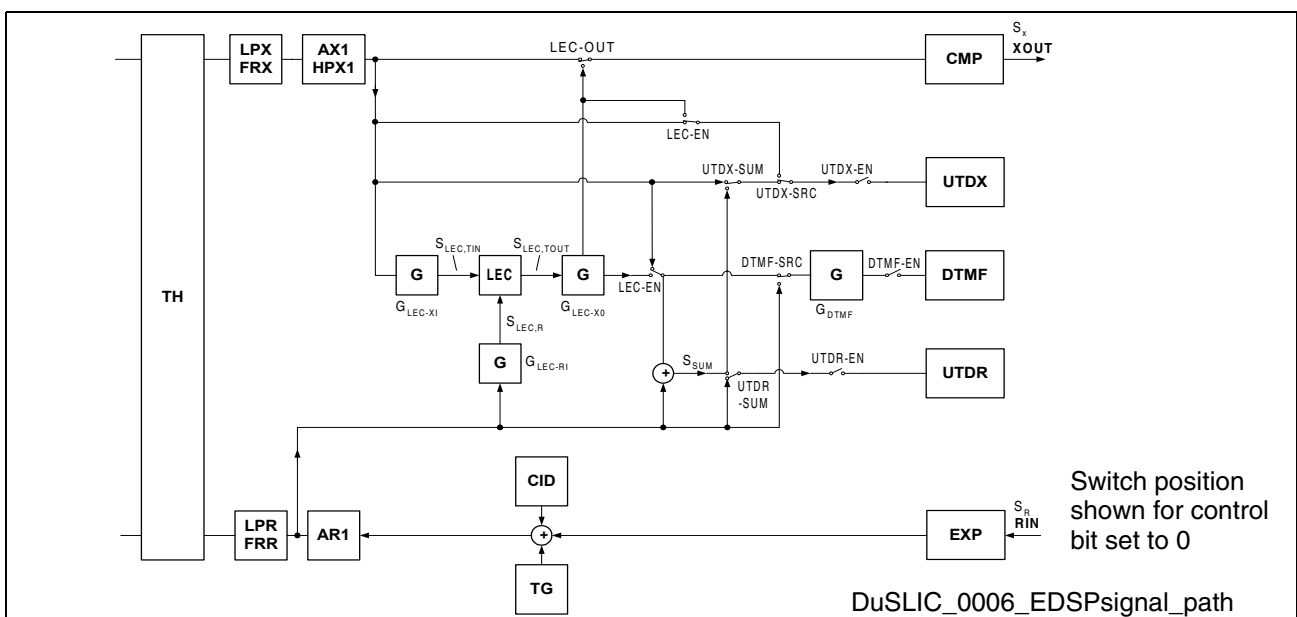 S x
XOUT
LPX
FRX
AX1
HPX1
LEC-OUT
CMP
LEC-EN
UTDX-SUM
UTDX-EN
UTDX
UTDX-SRC
S LEC,TIN
S LEC,TOUT
DTMF-SRC
DTMF-EN
TH
G
LEC
G
LEC-EN
G
DTMF
G LEC-XI
G LEC-X0
G DTMF
S LEC,R
G
G LEC-RI
S SUM
UTDR-EN
UTDR
UTDR
-SUM
CID
Switch position
shown for control
bit set to 0
S R
RIN
LPR
FRR
AR1
EXP
TG
DuSLIC_0006_EDSPsignal_path